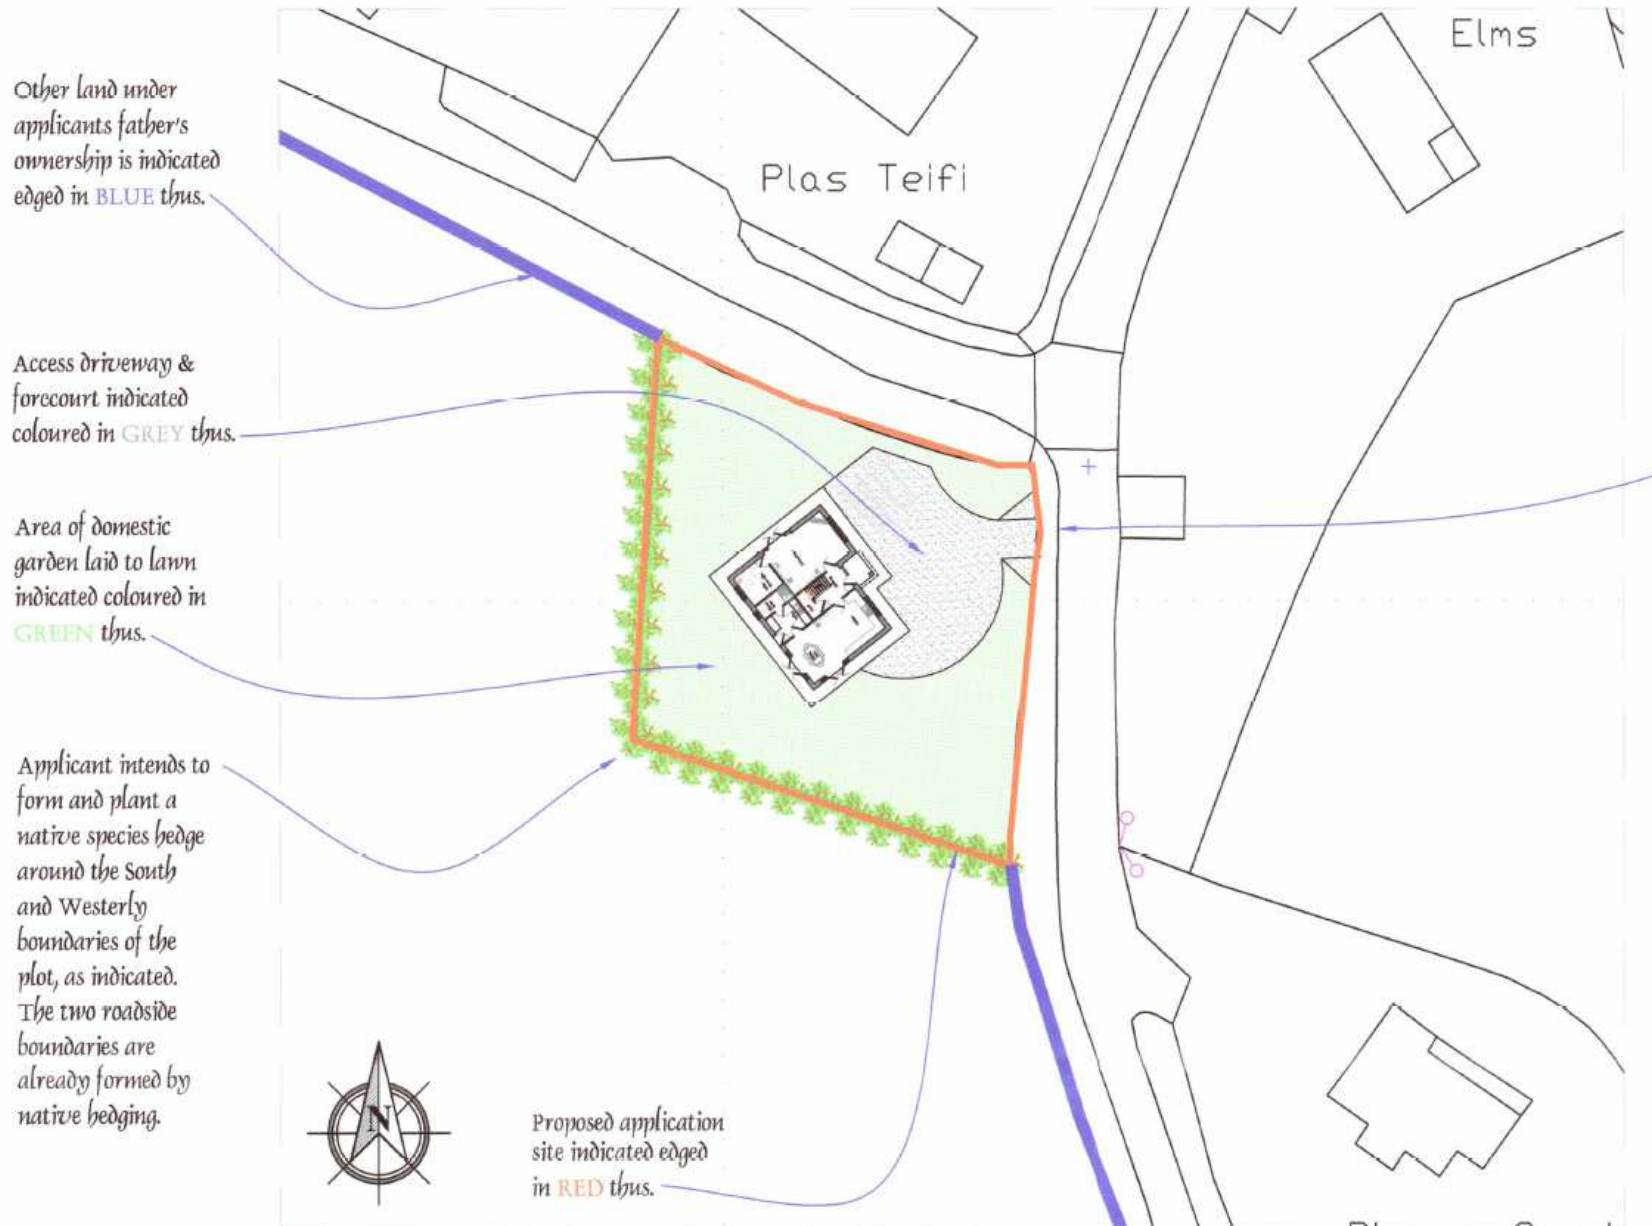 Elms
Other land under
applicants father's
ownership is indicated
edged in BLUE thus.
Plas Teifi
Access driveway &
forecourt indicated
coloured in GREY thus.
Area of domestic
garden laid to lawn
indicated coloured in
GREEN thus.
Applicant intends to
form and plant a
native species hedge
around the South
and Westerly
boundaries of the
plot, as indicated.
The two roadside
boundaries are
already formed by
native hedging.
N
Proposed application
site indicated edged
in RED thus.